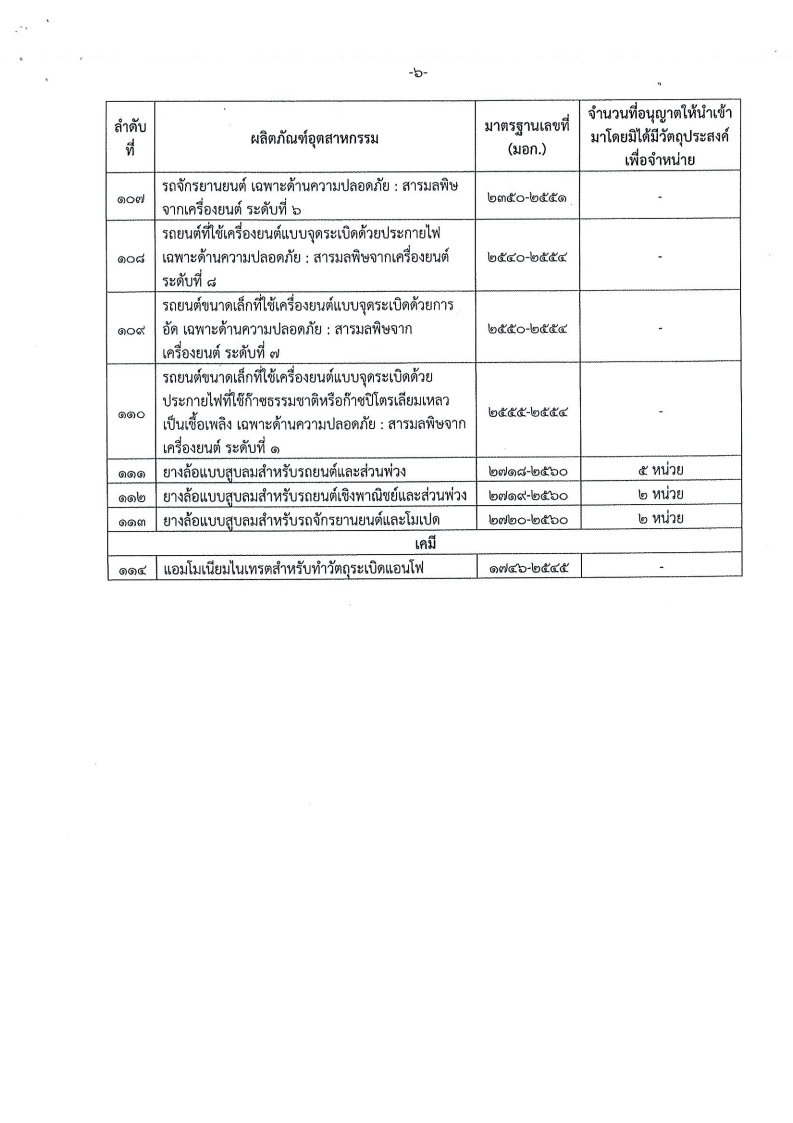 -๖-
ลำดับ
ที่
ผลิตภัณฑ์อุตสาหกรรม
มาตรฐานเลขที่
(มอก.)
จำนวนที่อนุญาตให้นำเข้า
มาโดยมิได้มีวัตถุประสงค์
เพื่อจำหน่าย
๑๐๗
รถจักรยานยนต์ เฉพาะด้านความปลอดภัย : สารมลพิษ
จากเครื่องยนต์ ระดับที่ ๖
๒๓๕๐-๒๕๕๑
-
๑๐๘
รถยนต์ที่ใช้เครื่องยนต์แบบจุดระเบิดด้วยประกายไฟ
เฉพาะด้านความปลอดภัย : สารมลพิษจากเครื่องยนต์
ระดับที่ ๘
๒๕๔๐-๒๕๕๔
-
๑๐๙
รถยนต์ขนาดเล็กที่ใช้เครื่องยนต์แบบจุดระเบิดด้วยการ
อัด เฉพาะด้านความปลอดภัย : สารมลพิษจาก
เครื่องยนต์ ระดับที่ ๗
๒๕๕๐-๒๕๕๔
-
๑๑๐
รถยนต์ขนาดเล็กที่ใช้เครื่องยนต์แบบจุดระเบิดด้วย
ประกายไฟที่ใช้ก๊าซธรรมชาติหรือก๊าซปิโตรเลียมเหลว
เป็นเชื้อเพลิง เฉพาะด้านความปลอดภัย : สารมลพิษจาก
เครื่องยนต์ ระดับที่ ๑
๒๕๕๕-๒๕๕๔
-
๑๑๑ ยางล้อแบบสูบลมสำหรับรถยนต์และส่วนพ่วง ๒๗๑๘-๒๕๖๐ ๕ หน่วย
๑๑๒ ยางล้อแบบสูบลมสำหรับรถยนต์เชิงพาณิชย์และส่วนพ่วง ๒๗๑๙-๒๕๖๐ ๒ หน่วย
๑๑๓ ยางล้อแบบสูบลมสำหรับรถจักรยานยนต์และโมเปด ๒๗๒๐-๒๕๖๐ ๒ หน่วย
เคมี
๑๑๔ แอมโมเนียมไนเทรตสำหรับทำวัตถุระเบิดแอนโฟ ๑๗๔๖-๒๕๔๕ -